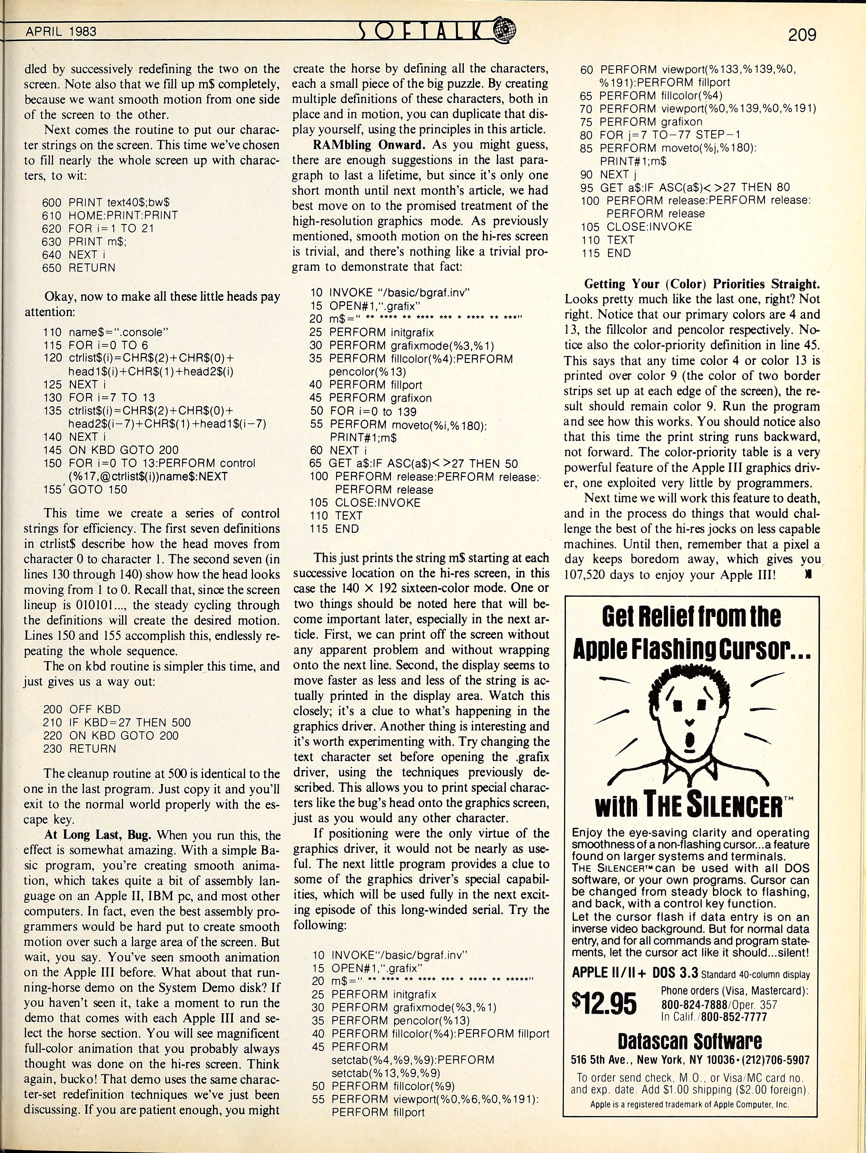 APRIL 1983
SOFTALK
209
dled by successively redefining the two on the
screen. Note also that we fill up m$ completely,
because we want smooth motion from one side
of the screen to the other.
Next comes the routine to put our charac-
ter strings on the screen. This time we've chosen
to fill nearly the whole screen up with charac-
ters, to wit:
600 PRINT text40$;bw$
610 HOME:PRINT:PRINT
620 FOR i=1 TO 21
630 PRINT m$;
640 NEXT i
650 RETURN
Okay, now to make all these little heads pay
attention:
110 name$=".console"
115 FOR i=0 TO 6
120 ctrlist$(i)=CHR$(2)+CHR$(0)+
head1$(i)+CHR$(1)+head2$(i)
125 NEXT i
130 FOR i=7 TO 13
135 ctrlist$(i)=CHR$(2)+CHR$(0)+
head2$(i−7)+CHR$(1)+head1$(i−7)
140 NEXT i
145 ON KBD GOTO 200
150 FOR i=0 TO 13:PERFORM control
(%17,@ctrlist$(i))name$:NEXT
155 GOTO 150
This time we create a series of control
strings for efficiency. The first seven definitions
in ctrlist$ describe how the head moves from
character 0 to character 1. The second seven (in
lines 130 through 140) show how the head looks
moving from 1 to 0. Recall that, since the screen
lineup is 010101..., the steady cycling through
the definitions will create the desired motion.
Lines 150 and 155 accomplish this, endlessly re-
peating the whole sequence.
The on kbd routine is simpler this time, and
just gives us a way out:
200 OFF KBD
210 IF KBD=27 THEN 500
220 ON KBD GOTO 200
230 RETURN
The cleanup routine at 500 is identical to the
one in the last program. Just copy it and you'll
exit to the normal world properly with the es-
cape key.
At Long Last, Bug. When you run this, the
effect is somewhat amazing. With a simple Ba-
sic program, you're creating smooth anima-
tion, which takes quite a bit of assembly lan-
guage on an Apple II, IBM pc, and most other
computers. In fact, even the best assembly pro-
grammers would be hard put to create smooth
motion over such a large area of the screen. But
wait, you say. You've seen smooth animation
on the Apple III before. What about that run-
ning-horse demo on the System Demo disk? If
you haven't seen it, take a moment to run the
demo that comes with each Apple III and se-
lect the horse section. You will see magnificent
full-color animation that you probably always
thought was done on the hi-res screen. Think
again, bucko! That demo uses the same charac-
ter-set redefinition techniques we've just been
discussing. If you are patient enough, you might
create the horse by defining all the characters,
each a small piece of the big puzzle. By creating
multiple definitions of these characters, both in
place and in motion, you can duplicate that dis-
play yourself, using the principles in this article.
RAMbling Onward. As you might guess,
there are enough suggestions in the last para-
graph to last a lifetime, but since it's only one
short month until next month's article, we had
best move on to the promised treatment of the
high-resolution graphics mode. As previously
mentioned, smooth motion on the hi-res screen
is trivial, and there's nothing like a trivial pro-
gram to demonstrate that fact:
10 INVOKE "/basic/bgraf.inv"
15 OPEN#1,".grafix"
20 m$=" ** **** ** **** *** * **** ** ***"
25 PERFORM initgrafix
30 PERFORM grafixmode(%3,%1)
35 PERFORM fillcolor(%4):PERFORM
pencolor(%13)
40 PERFORM fillport
45 PERFORM grafixon
50 FOR i=0 to 139
55 PERFORM moveto(%i,%180):
PRINT#1;m$
60 NEXT i
65 GET a$:IF ASC(a$)< >27 THEN 50
100 PERFORM release:PERFORM release:
PERFORM release
105 CLOSE:INVOKE
110 TEXT
115 END
This just prints the string m$ starting at each
successive location on the hi-res screen, in this
case the 140 × 192 sixteen-color mode. One or
two things should be noted here that will be-
come important later, especially in the next ar-
ticle. First, we can print off the screen without
any apparent problem and without wrapping
onto the next line. Second, the display seems to
move faster as less and less of the string is ac-
tually printed in the display area. Watch this
closely; it's a clue to what's happening in the
graphics driver. Another thing is interesting and
it's worth experimenting with. Try changing the
text character set before opening the .grafix
driver, using the techniques previously de-
scribed. This allows you to print special charac-
ters like the bug's head onto the graphics screen,
just as you would any other character.
If positioning were the only virtue of the
graphics driver, it would not be nearly as use-
ful. The next little program provides a clue to
some of the graphics driver's special capabil-
ities, which will be used fully in the next excit-
ing episode of this long-winded serial. Try the
following:
10 INVOKE"/basic/bgraf.inv"
15 OPEN#1,".grafix"
20 m$=" ** **** ** **** *** * **** ** *****"
25 PERFORM initgrafix
30 PERFORM grafixmode(%3,%1)
35 PERFORM pencolor(%13)
40 PERFORM fillcolor(%4):PERFORM fillport
45 PERFORM
setctab(%4,%9,%9):PERFORM
setctab(%13,%9,%9)
50 PERFORM fillcolor(%9)
55 PERFORM viewport(%0,%6,%0,%191):
PERFORM fillport
60 PERFORM viewport(%133,%139,%0,
%191):PERFORM fillport
65 PERFORM fillcolor(%4)
70 PERFORM viewport(%0,%139,%0,%191)
75 PERFORM grafixon
80 FOR j=7 TO−77 STEP−1
85 PERFORM moveto(%j,%180):
PRINT#1;m$
90 NEXT j
95 GET a$:IF ASC(a$)< >27 THEN 80
100 PERFORM release:PERFORM release:
PERFORM release
105 CLOSE:INVOKE
110 TEXT
115 END
Getting Your (Color) Priorities Straight.
Looks pretty much like the last one, right? Not
right. Notice that our primary colors are 4 and
13, the fillcolor and pencolor respectively. No-
tice also the color-priority definition in line 45.
This says that any time color 4 or color 13 is
printed over color 9 (the color of two border
strips set up at each edge of the screen), the re-
sult should remain color 9. Run the program
and see how this works. You should notice also
that this time the print string runs backward,
not forward. The color-priority table is a very
powerful feature of the Apple III graphics driv-
er, one exploited very little by programmers.
Next time we will work this feature to death,
and in the process do things that would chal-
lenge the best of the hi-res jocks on less capable
machines. Until then, remember that a pixel a
day keeps boredom away, which gives you
107,520 days to enjoy your Apple III!
Get Relief from the
Apple Flashing Cursor...
with THE SILENCER™
Enjoy the eye-saving clarity and operating
smoothness of a non-flashing cursor...a feature
found on larger systems and terminals.
THE SILENCER™ can be used with all DOS
software, or your own programs. Cursor can
be changed from steady block to flashing,
and back, with a control key function.
Let the cursor flash if data entry is on an
inverse video background. But for normal data
entry, and for all commands and program state-
ments, let the cursor act like it should...silent!
APPLE II/II+ DOS 3.3 Standard 40-column display
$12.95
Phone orders (Visa, Mastercard):
800-824-7888/Oper. 357
In Calif./800-852-7777
Datascan Software
516 5th Ave., New York, NY 10036•(212)706-5907
To order send check, M.O., or Visa/MC card no.
and exp. date. Add $1.00 shipping ($2.00 foreign).
Apple is a registered trademark of Apple Computer, Inc.